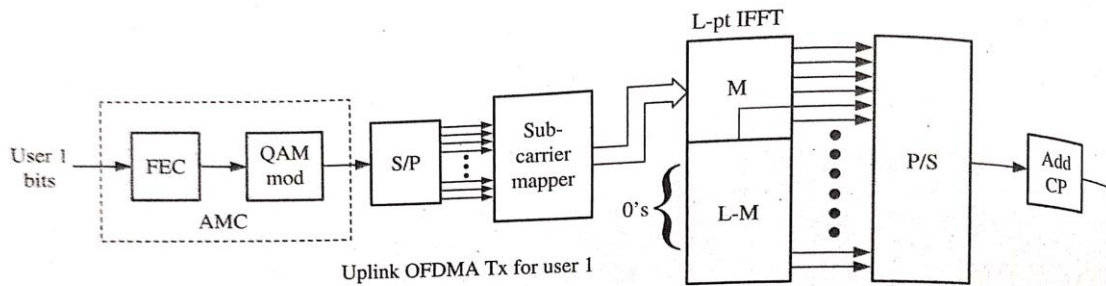 L-pt IFFT
User 1
bits
FEC
QAM
mod
AMC
S/P
Sub-
carrier
mapper
M
0's
L-M
P/S
Add
CP
Uplink OFDMA Tx for user 1